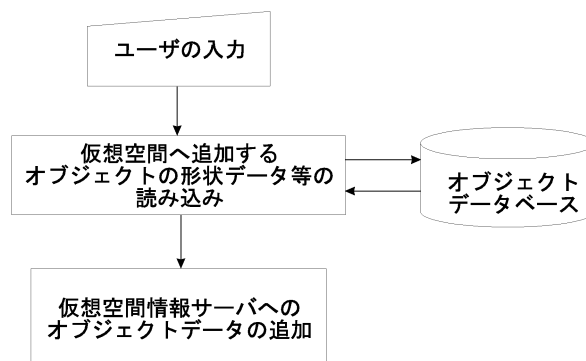 ユーザの入力
仮想空間へ追加する
オブジェクトの形状データ等の
読み込み
オブジェクト
データベース
仮想空間情報サーバへの
オブジェクトデータの追加